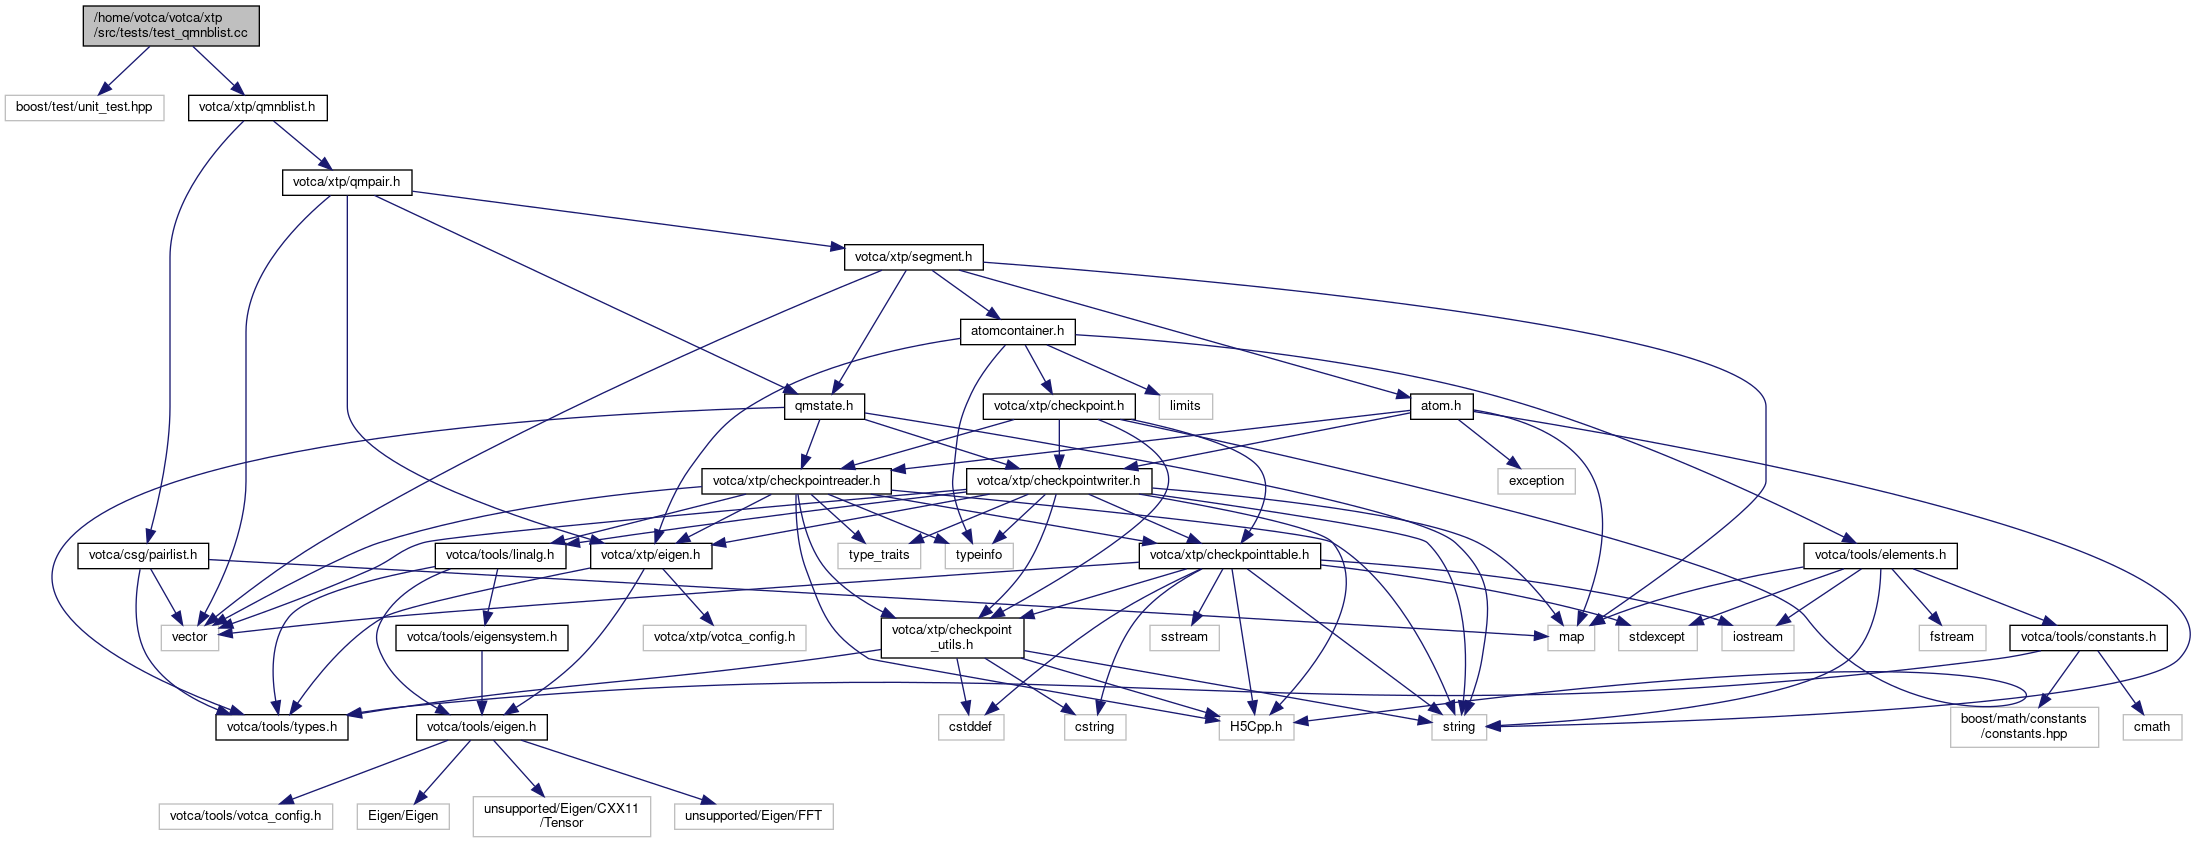 /home/votca/votca/xtp
/src/tests/test_qmnblist.cc
boost/test/unit_test.hpp
votca/xtp/qmnblist.h
votca/xtp/qmpair.h
votca/xtp/segment.h
atomcontainer.h
qmstate.h
votca/xtp/checkpoint.h
limits
atom.h
votca/xtp/checkpointreader.h
votca/xtp/checkpointwriter.h
exception
votca/csg/pairlist.h
votca/tools/linalg.h
votca/xtp/eigen.h
type_traits
typeinfo
votca/xtp/checkpointtable.h
votca/tools/elements.h
vector
votca/tools/eigensystem.h
votca/xtp/votca_config.h
votca/xtp/checkpoint
_utils.h
sstream
map
stdexcept
iostream
fstream
votca/tools/constants.h
votca/tools/types.h
votca/tools/eigen.h
cstddef
cstring
H5Cpp.h
string
boost/math/constants
/constants.hpp
cmath
votca/tools/votca_config.h
Eigen/Eigen
unsupported/Eigen/CXX11
/Tensor
unsupported/Eigen/FFT